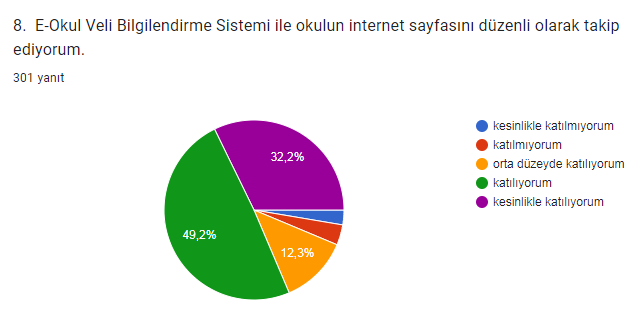 8. E-Okul Veli Bilgilendirme Sistemi ile okulun internet sayfasını düzenli olarak takip
ediyorum.
301 yanıt
32,2%
49,2%
12,3%
kesinlikle katılmıyorum
katılmıyorum
orta düzeyde katılıyorum
katılıyorum
kesinlikle katılıyorum